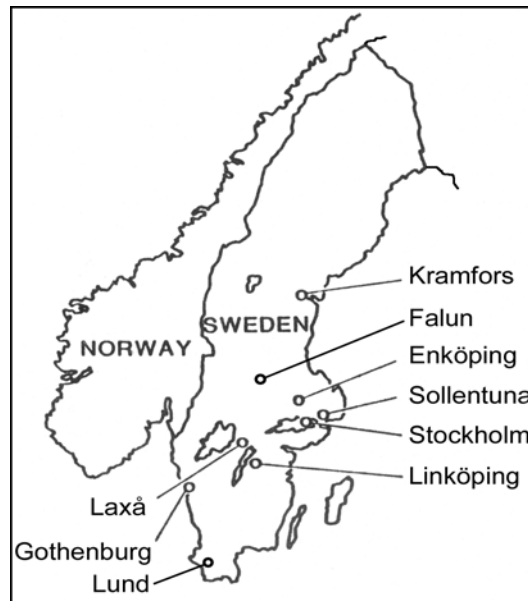 Kramfors
SWEDEN
Falun
NORWAY
Enköping
Sollentuna
Stockholm
Linköping
Laxå
Gothenburg
Lund